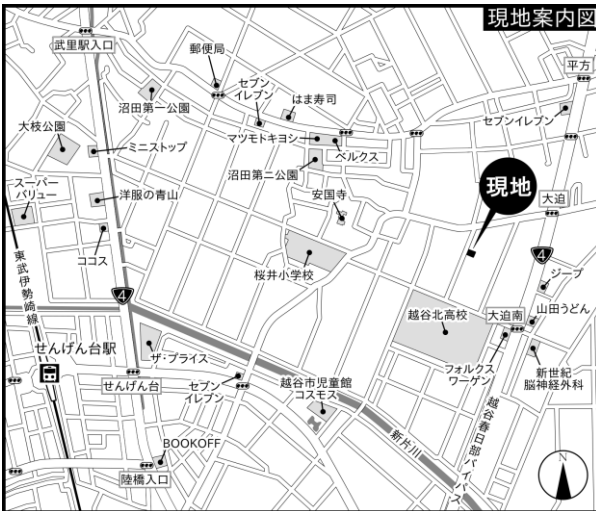 現地案内図
武里駅入口
郵便局
平方
セブン
イレブン
はま寿司
沼田第一公園
セブンイレブン
大枝公園
マツモトキヨシ
ミニストップ
ベルクス
沼田第二公園
現地
スーパー
バリュー
洋服の青山
安国寺
大迫
ココス
桜井小学校
4
ジープ
東武伊勢崎線
4
越谷北高校
大迫南
山田うどん
せんげん台駅
ザ・プライス
フォルクス
ワーゲン
新世紀
脳神経外科
せんげん台
セブン
イレブン
越谷市児童館
コスモス
新方川
越谷春日部バイパス
BOOKOFF
陸橋入口
N